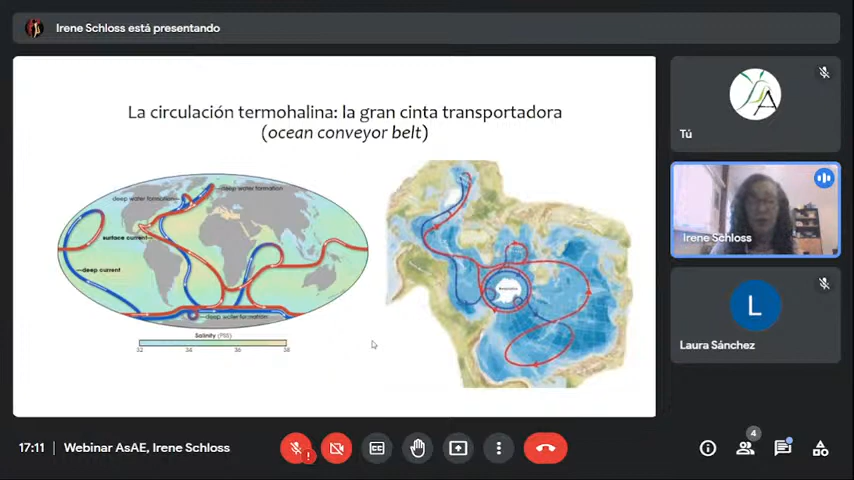 Irene Schloss está presentando
La circulación termohalina: la gran cinta transportadora
(ocean conveyor belt)
deep water formation
deep water formation
surface current
deep current
deep water formation
Salinity (PSS)
32 34 36 38
Tú
Irene Schloss
L
Laura Sánchez
17:11 | Webinar AsAE, Irene Schloss
4